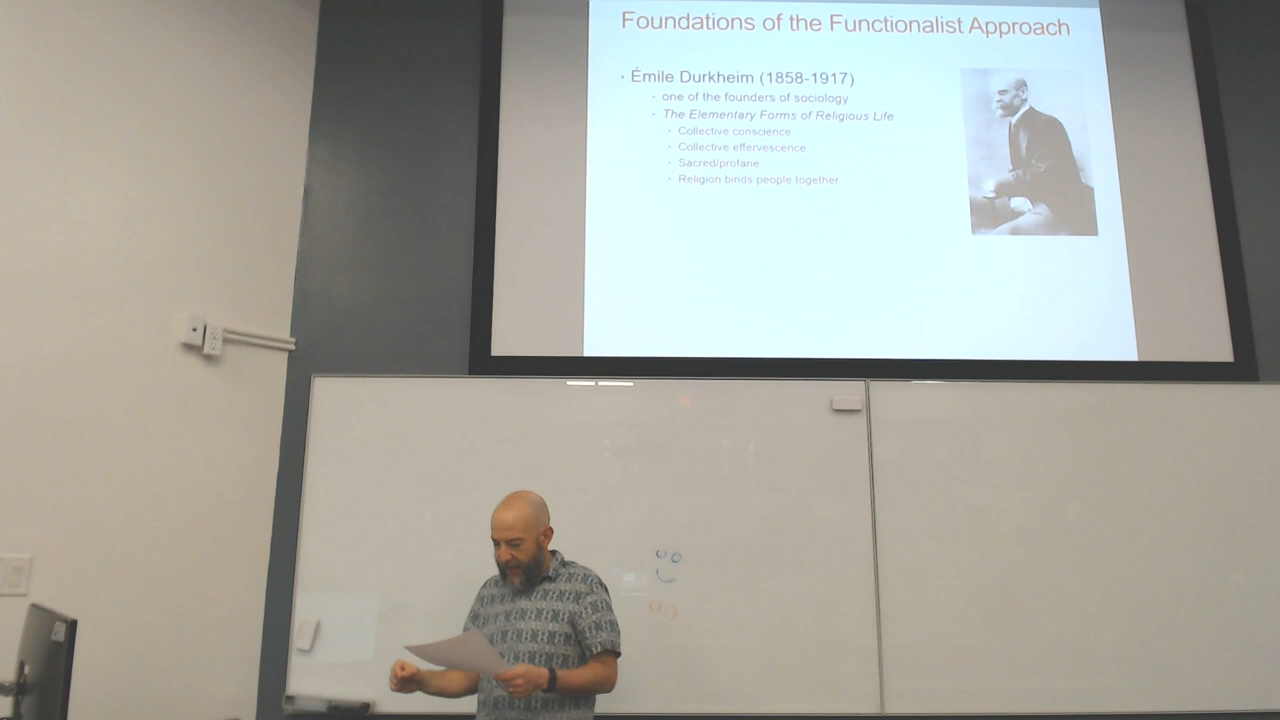 Foundations of the Functionalist Approach
• Émile Durkheim (1858-1917)
• one of the founders of sociology
• The Elementary Forms of Religious Life
• Collective conscience
• Collective effervescence
• Sacred/profane
• Religion binds people together